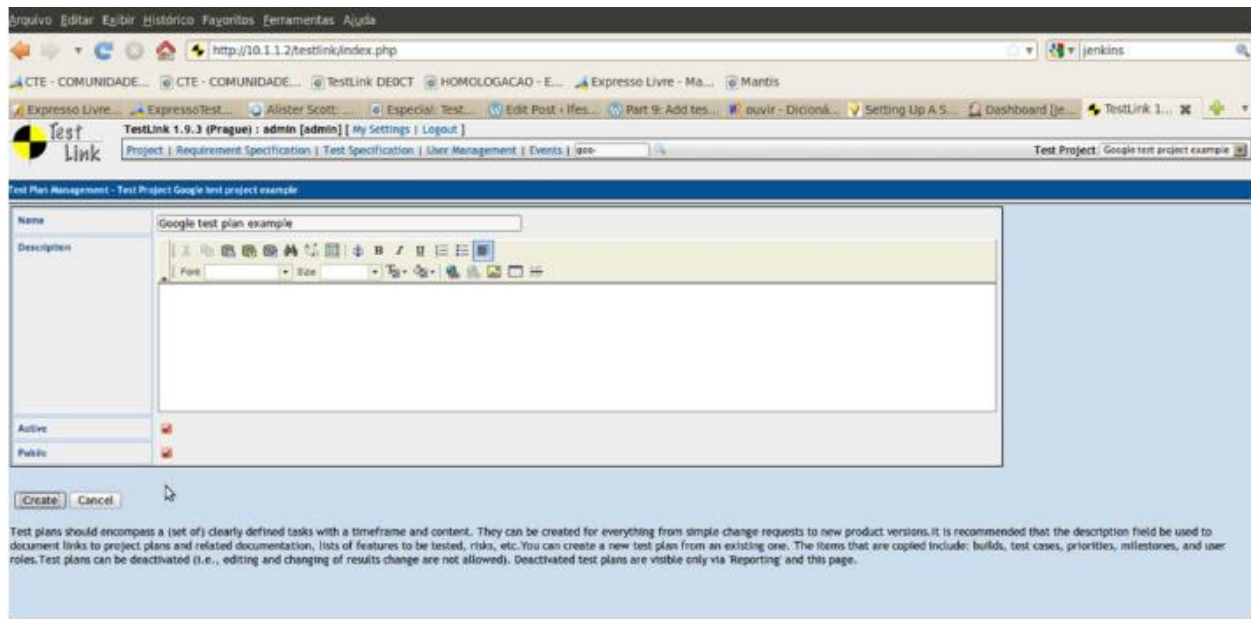 Arquivo Editar Exibir Histórico Favoritos Ferramentas Ajuda
http://10.1.1.2/testlink/index.php jenkins
CTE - COMUNIDADE... CTE - COMUNIDADE... TestLink DE0CT HOMOLOGACAO - E... Expresso Livre - Ma... Mantis
Expresso Livre... ExpressoTest... Alister Scott: ... Especial: Test... Edit Post ‹ Ifes... Part 9: Add tes... ouvir - Dicioná... Setting Up A S... Dashboard [Je... TestLink 1...
Test Link
TestLink 1.9.3 (Prague) : admin [admin] [ My Settings | Logout ]
Project | Requirement Specification | Test Specification | User Management | Events | goo- Test Project Google test project example
Test Plan Management - Test Project Google test project example
Name Google test plan example
Description
B I U
Font Size
Active
Public
Create Cancel
Test plans should encompass a (set of) clearly defined tasks with a timeframe and content. They can be created for everything from simple change requests to new product versions.It is recommended that the description field be used to
document links to project plans and related documentation, lists of features to be tested, risks, etc.You can create a new test plan from an existing one. The items that are copied include: builds, test cases, priorities, milestones, and user
roles.Test plans can be deactivated (i.e., editing and changing of results change are not allowed). Deactivated test plans are visible only via 'Reporting' and this page.